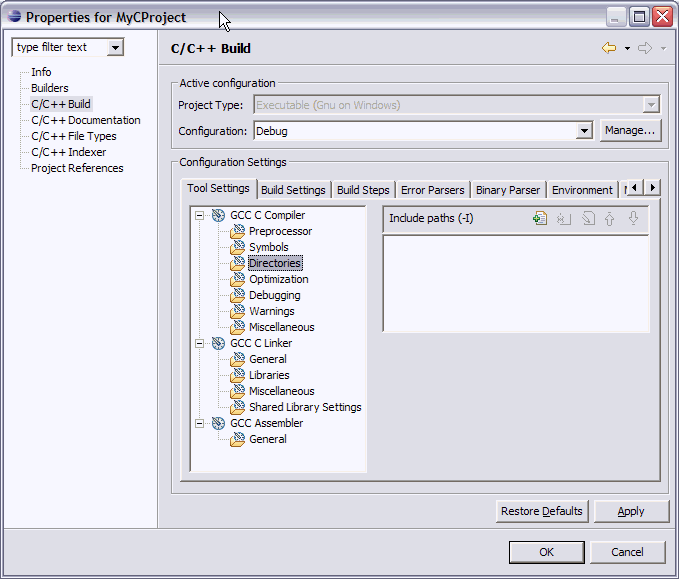 Properties for MyCProject
type filter text
Info
Builders
C/C++ Build
C/C++ Documentation
C/C++ File Types
C/C++ Indexer
Project References
C/C++ Build
Active configuration
Project Type: Executable (Gnu on Windows)
Configuration: Debug Manage...
Configuration Settings
Tool Settings Build Settings Build Steps Error Parsers Binary Parser Environment
GCC C Compiler
Preprocessor
Symbols
Directories
Optimization
Debugging
Warnings
Miscellaneous
GCC C Linker
General
Libraries
Miscellaneous
Shared Library Settings
GCC Assembler
General
Include paths (-I)
Restore Defaults Apply
OK Cancel